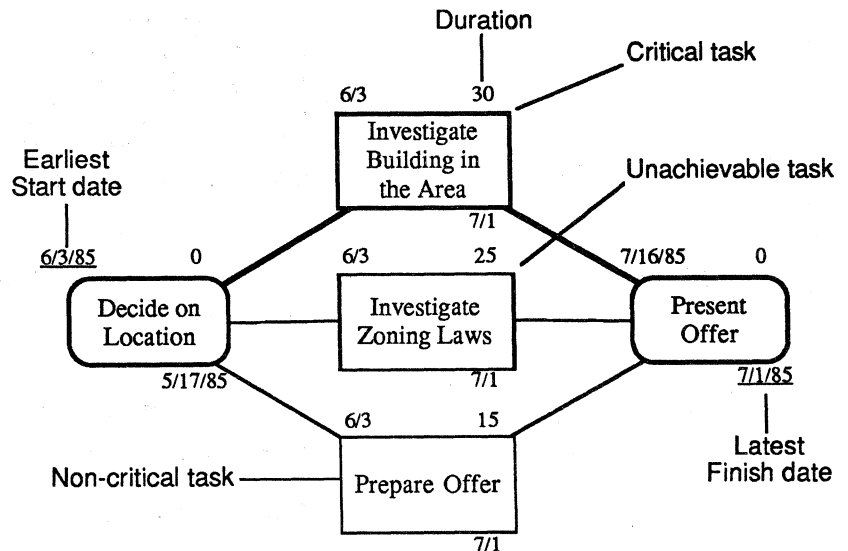 Duration
Critical task
6/3 30
Investigate
Building in
the Area
7/1
Earliest
Start date
Unachievable task
6/3/85 0
6/3 25
7/16/85 0
Decide on
Location
Investigate
Zoning Laws
Present
Offer
5/17/85
7/1
7/1/85
6/3 15
Latest
Finish date
Non-critical task
Prepare Offer
7/1